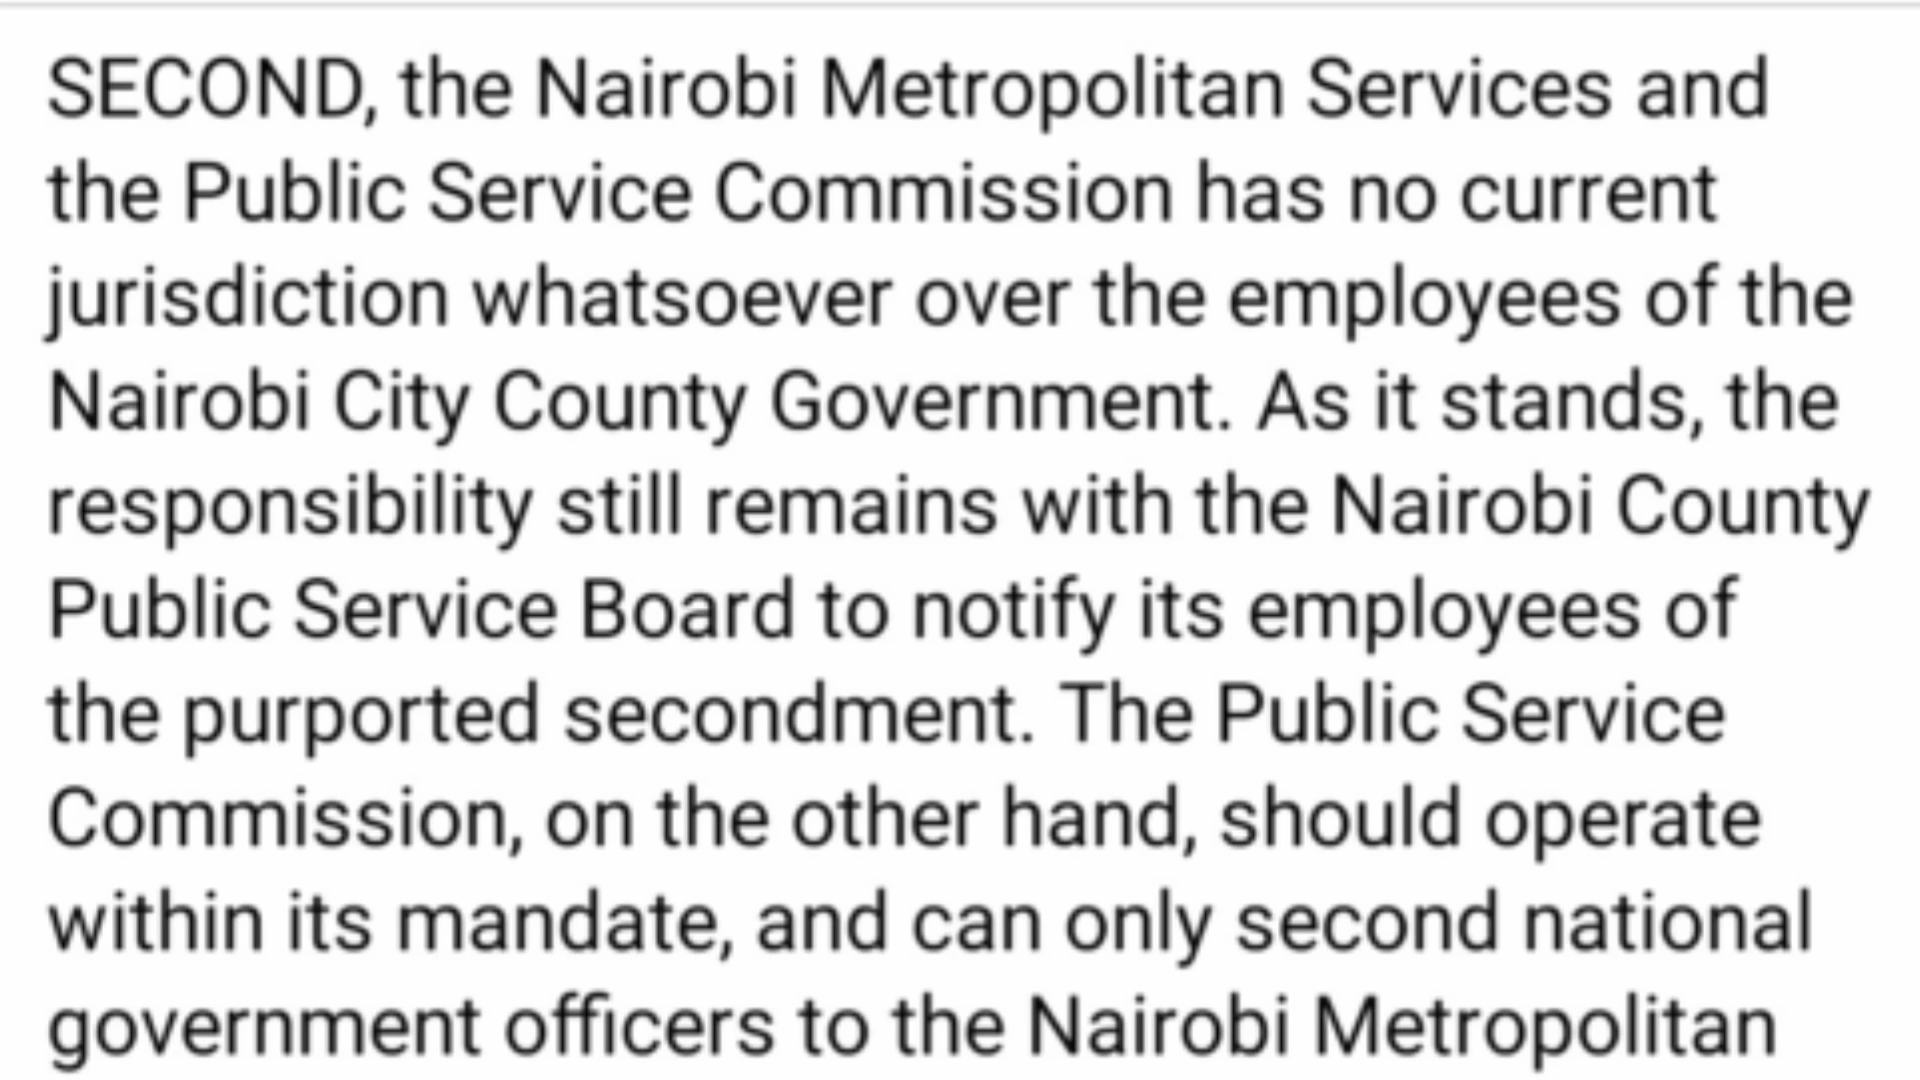 SECOND, the Nairobi Metropolitan Services and
the Public Service Commission has no current
jurisdiction whatsoever over the employees of the
Nairobi City County Government. As it stands, the
responsibility still remains with the Nairobi County
Public Service Board to notify its employees of
the purported secondment. The Public Service
Commission, on the other hand, should operate
within its mandate, and can only second national
government officers to the Nairobi Metropolitan